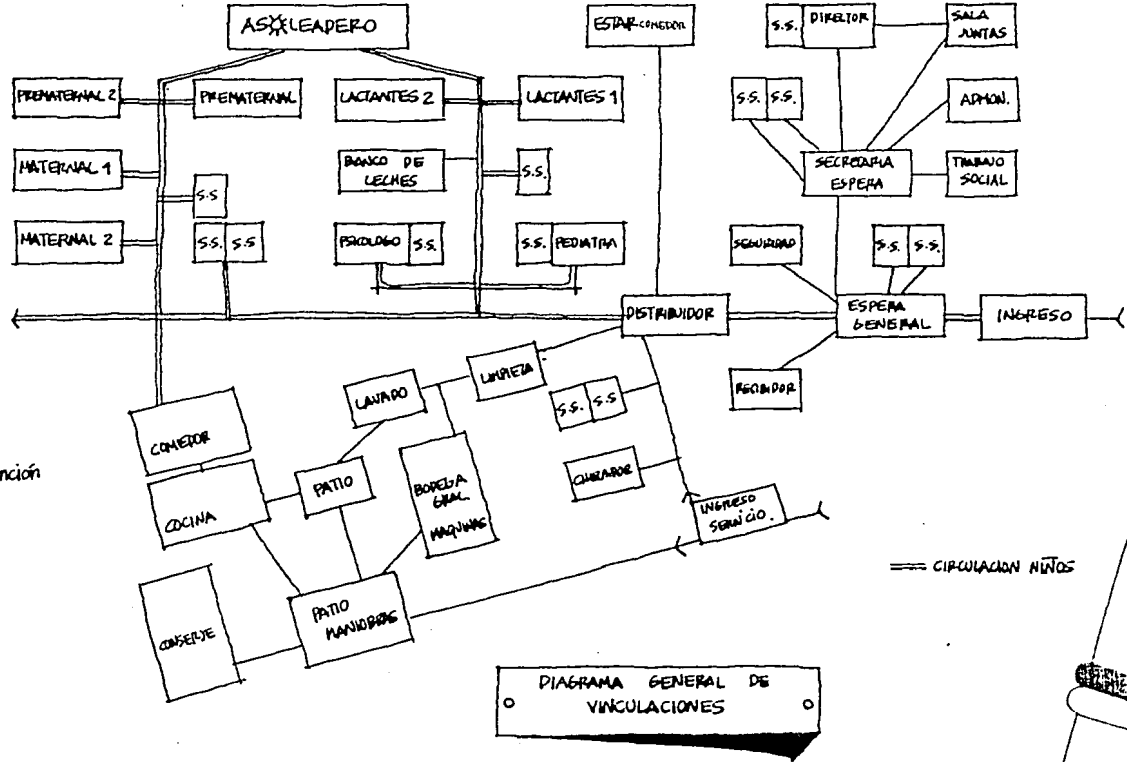 ASOLEADERO
ESTAR COMEDOR
S.S. DIRECTOR
SALA
JUNTAS
PREMATERNAL 2
PREMATERNAL
LACTANTES 2
LACTANTES 1
S.S. S.S.
ADMON.
MATERNAL 1
BANCO DE
LECHES
S.S.
SECRETARIA
ESPERA
TRABAJO
SOCIAL
S.S
MATERNAL 2
S.S. S.S
PSICOLOGO S.S.
S.S. PEDIATRA
SEGURIDAD
S.S. S.S.
DISTRIBUIDOR
ESPERA
GENERAL
INGRESO
LIMPIEZA
LAVADO
S.S. S.S
RECIBIDOR
COMEDOR
nción
PATIO
BODEGA
GRAL.
MAQUINAS
CHECADOR
COCINA
INGRESO
SERVICIO.
CIRCULACION NIÑOS
CONSERJE
PATIO
MANIOBRAS
DIAGRAMA GENERAL DE
VINCULACIONES